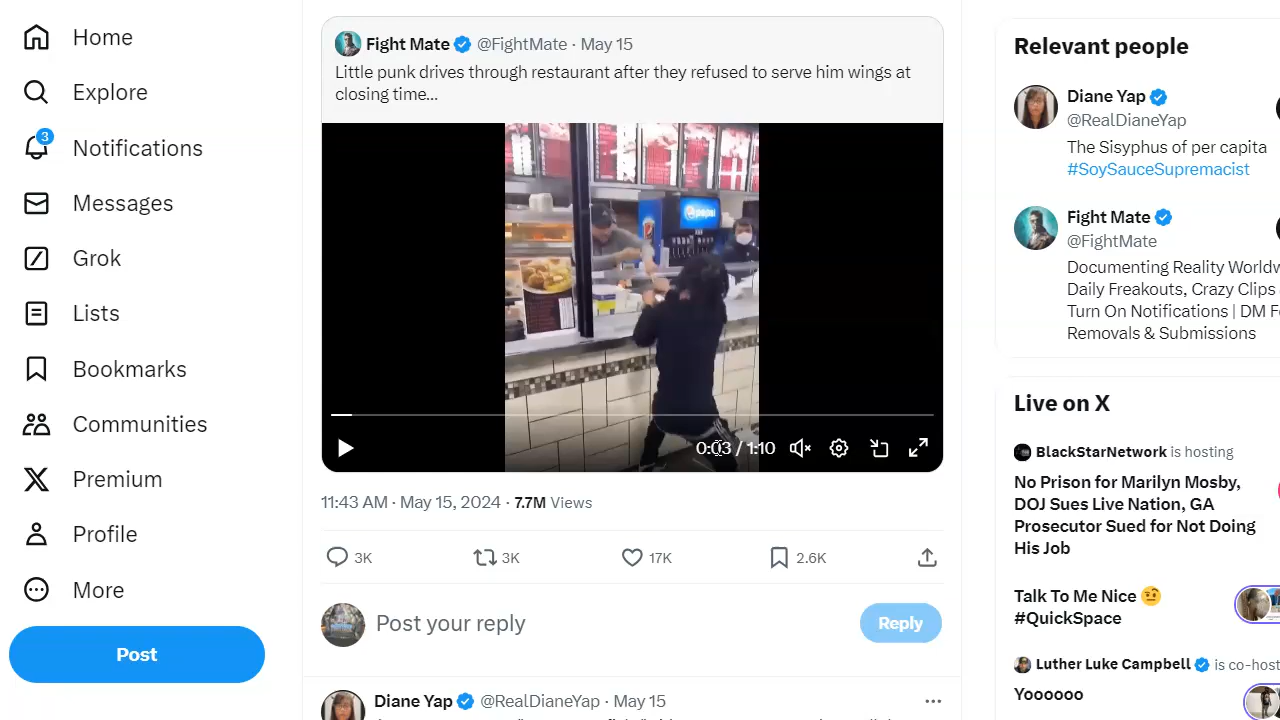 Home
Explore
3
Notifications
Messages
Grok
Lists
Bookmarks
Communities
Premium
Profile
More
Post
Fight Mate @FightMate · May 15
Little punk drives through restaurant after they refused to serve him wings at
closing time...
pepsi
0:03 / 1:10
11:43 AM · May 15, 2024 · 7.7M Views
3K
3K
17K
2.6K
Post your reply
Reply
Diane Yap @RealDianeYap · May 15
Relevant people
Diane Yap
@RealDianeYap
The Sisyphus of per capita
#SoySauceSupremacist
Fight Mate
@FightMate
Documenting Reality Worldw
Daily Freakouts, Crazy Clips
Turn On Notifications | DM F
Removals & Submissions
Live on X
BlackStarNetwork is hosting
No Prison for Marilyn Mosby,
DOJ Sues Live Nation, GA
Prosecutor Sued for Not Doing
His Job
Talk To Me Nice 🤨
#QuickSpace
Luther Luke Campbell is co-host
Yoooooo